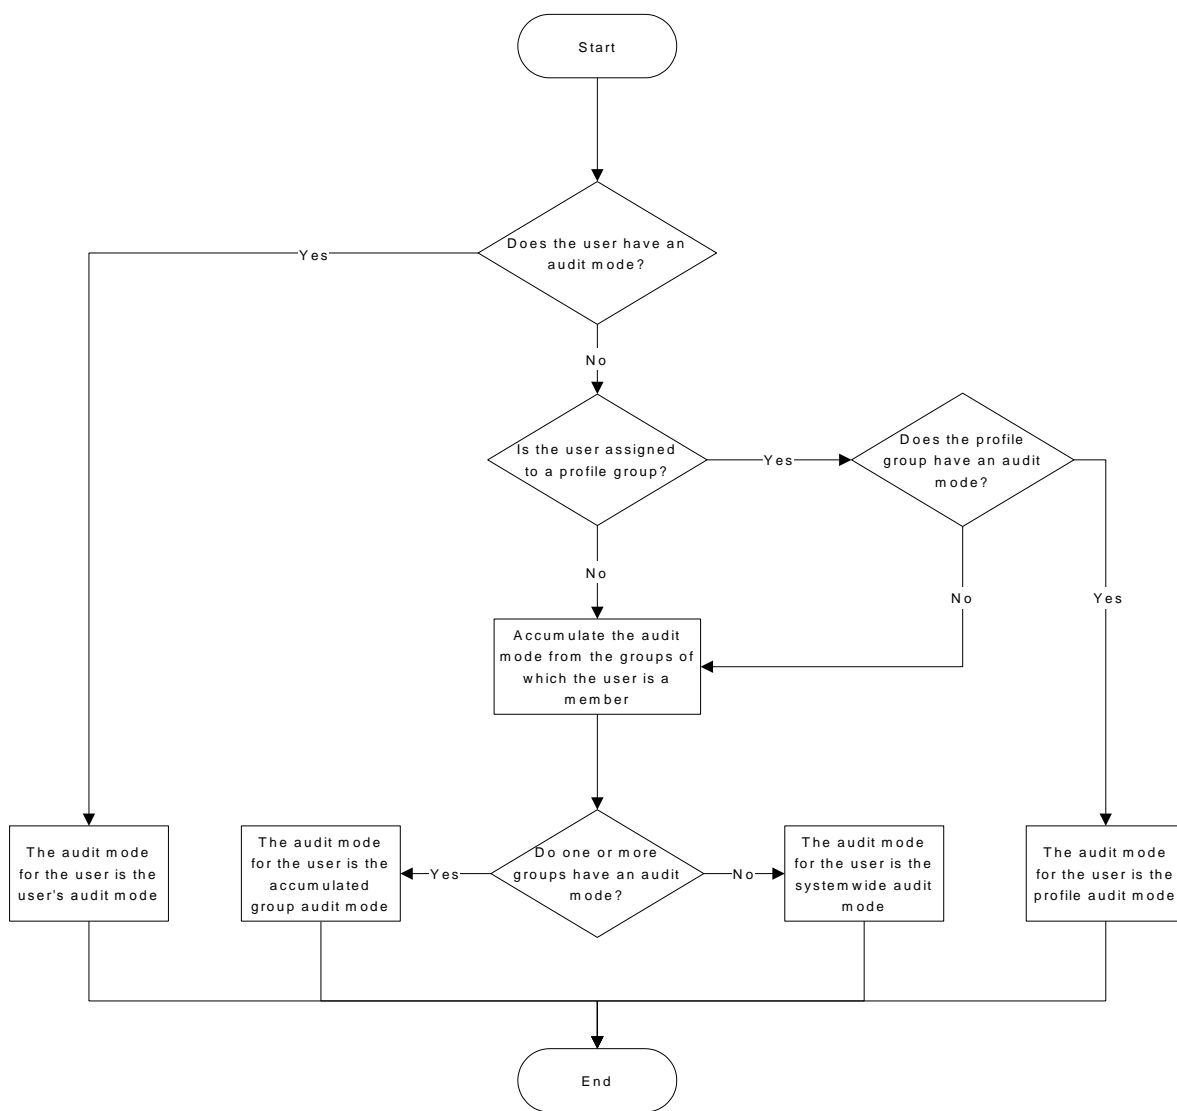 Start
Does the user have an
audit mode?
Yes
No
Is the user assigned
to a profile group?
Yes
Does the profile
group have an audit
mode?
No
No
Yes
Accumulate the audit
mode from the groups of
which the user is a
member
The audit mode
for the user is the
user's audit mode
The audit mode
for the user is the
accumulated
group audit mode
Yes
Do one or more
groups have an audit
mode?
No
The audit mode
for the user is the
systemwide audit
mode
The audit mode
for the user is the
profile audit mode
End